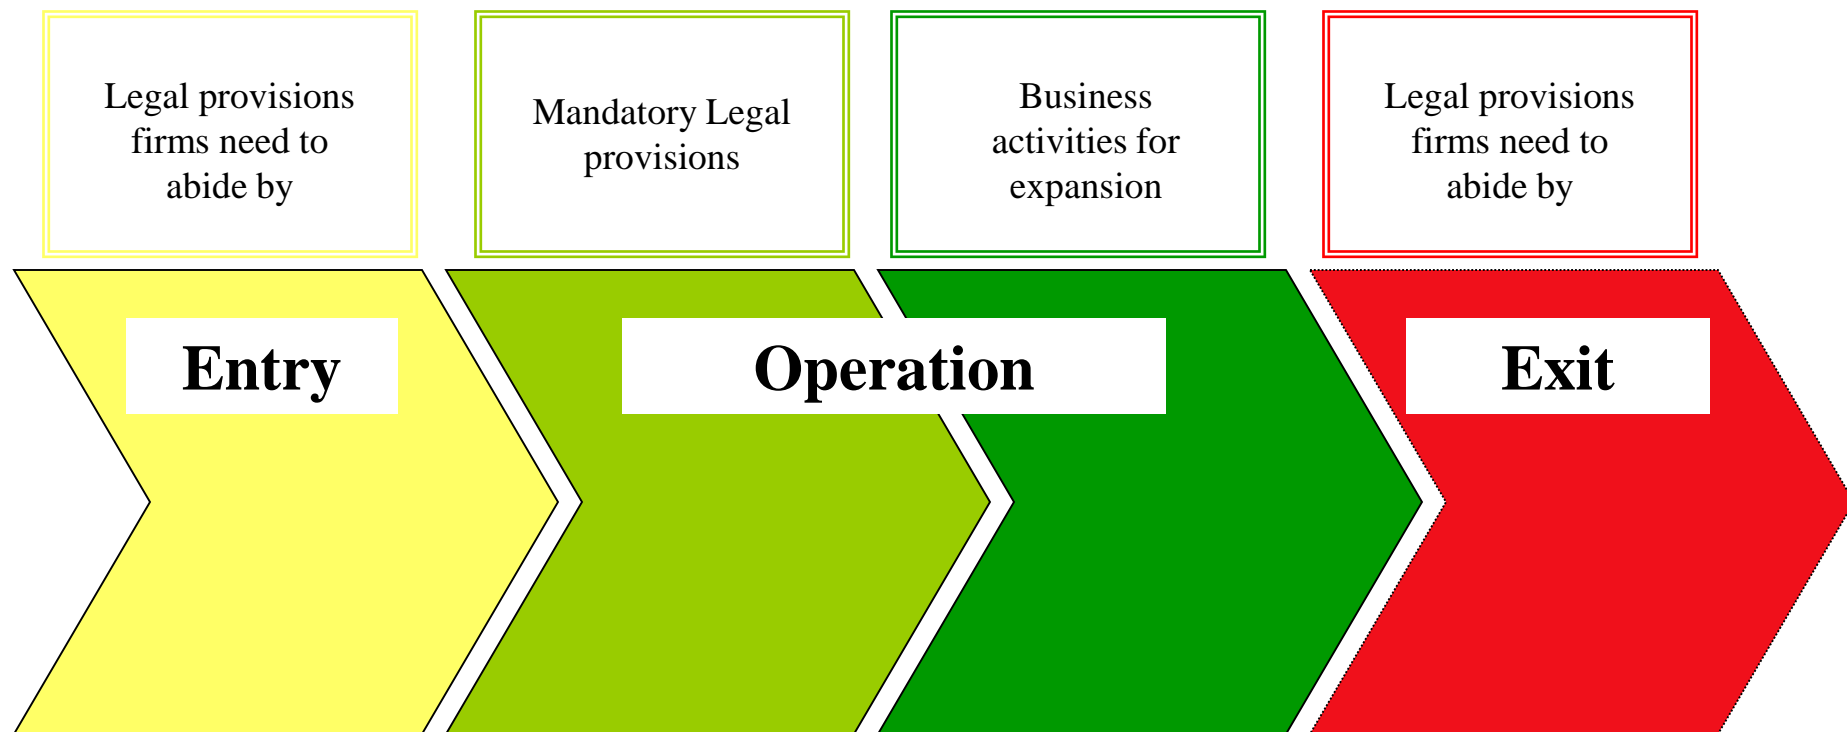 Legal provisions
firms need to
abide by
Mandatory Legal
provisions
Business
activities for
expansion
Legal provisions
firms need to
abide by
Entry
Operation
Exit